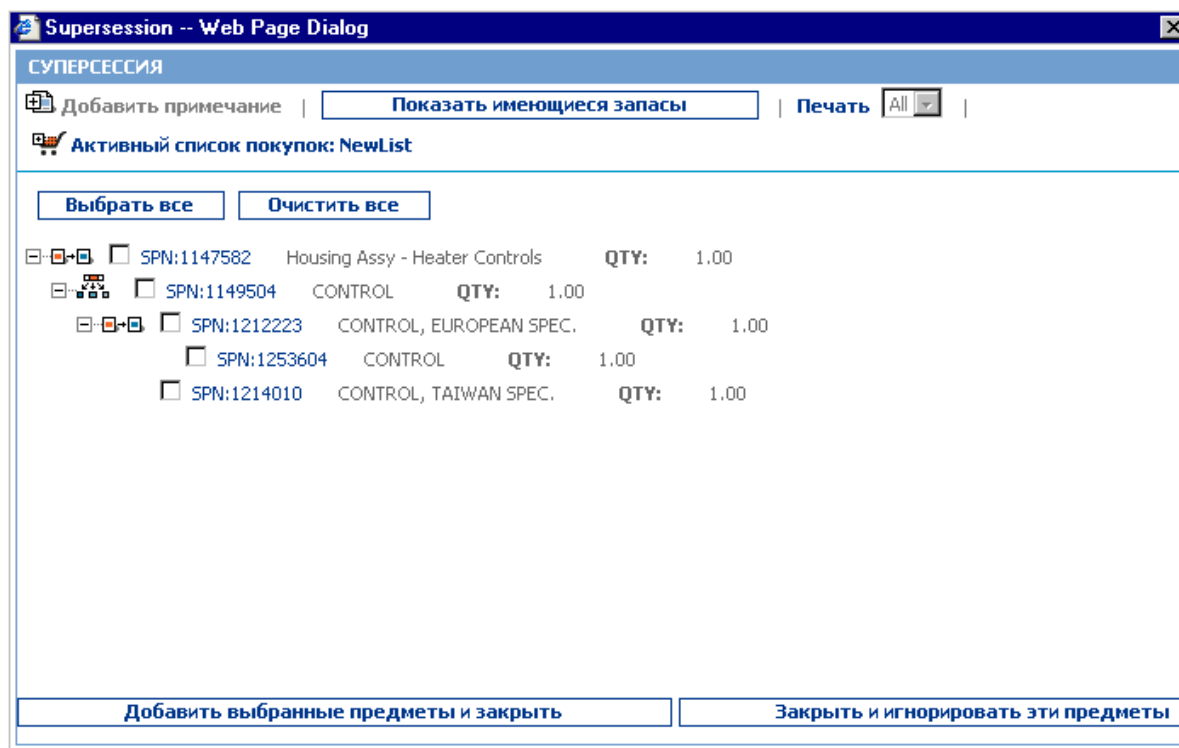 Supersession -- Web Page Dialog
СУПЕРСЕССИЯ
Добавить примечание | Показать имеющиеся запасы | Печать All |
Активный список покупок: NewList
Выбрать все Очистить все
SPN:1147582 Housing Assy - Heater Controls QTY: 1.00
SPN:1149504 CONTROL QTY: 1.00
SPN:1212223 CONTROL, EUROPEAN SPEC. QTY: 1.00
SPN:1253604 CONTROL QTY: 1.00
SPN:1214010 CONTROL, TAIWAN SPEC. QTY: 1.00
Добавить выбранные предметы и закрыть Закрыть и игнорировать эти предметы